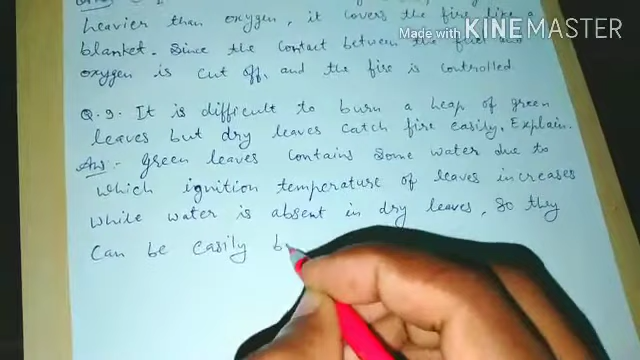 heavier than oxygen, it covers the fire like a
blanket. Since the contact between the fuel and
oxygen is cut off, and the fire is controlled
Q.9. It is difficult to burn a heap of green
leaves but dry leaves catch fire easily. Explain.
Ans:- Green leaves contains some water due to
which ignition temperature of leaves increases
while water is absent in dry leaves, so they
can be easily b
Made with KINEMASTER